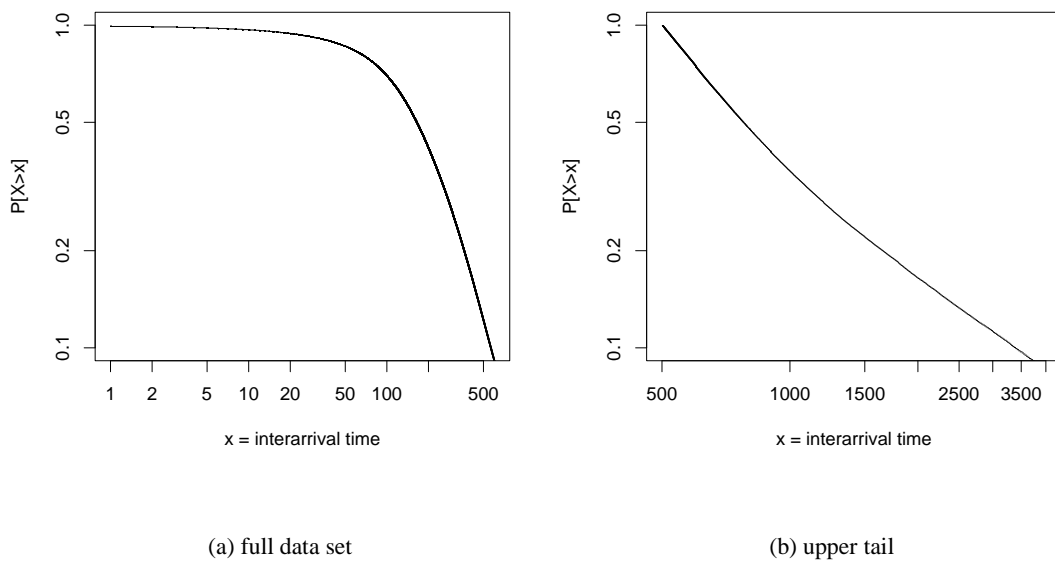 1.0
0.5
0.2
0.1
P[X>x]
1 2 5 10 20 50 100 500
x = interarrival time
(a) full data set
1.0
0.5
0.2
0.1
P[X>x]
500 1000 1500 2500 3500
x = interarrival time
(b) upper tail